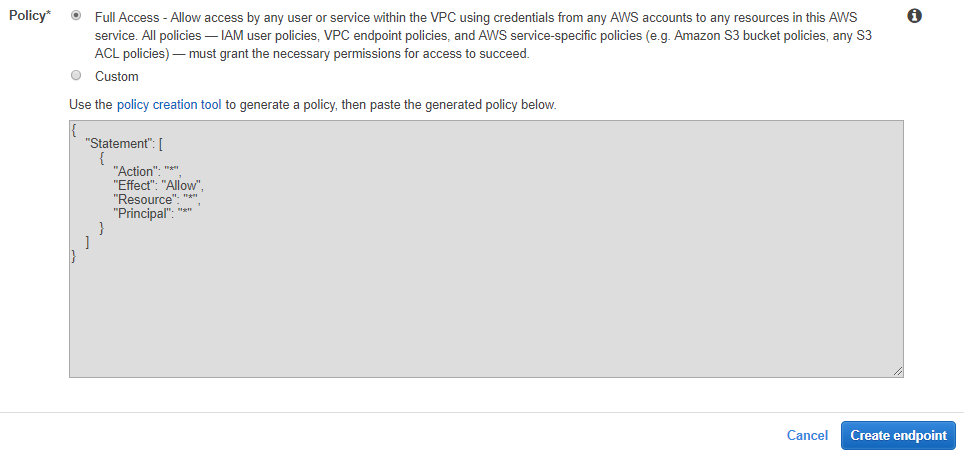 Policy* Full Access - Allow access by any user or service within the VPC using credentials from any AWS accounts to any resources in this AWS
service. All policies — IAM user policies, VPC endpoint policies, and AWS service-specific policies (e.g. Amazon S3 bucket policies, any S3
ACL policies) — must grant the necessary permissions for access to succeed.
Custom
Use the policy creation tool to generate a policy, then paste the generated policy below.
{
    "Statement": [
        {
            "Action": "*",
            "Effect": "Allow",
            "Resource": "*",
            "Principal": "*"
        }
    ]
}
Cancel Create endpoint